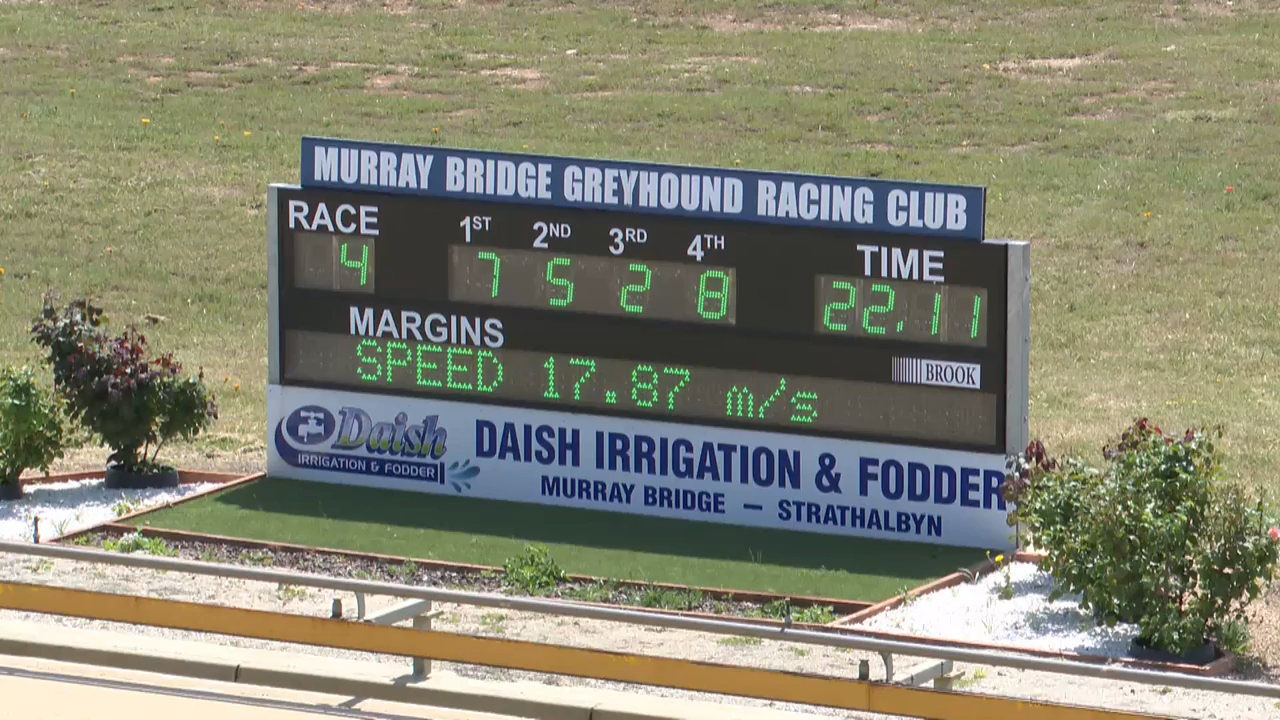 MURRAY BRIDGE GREYHOUND RACING CLUB
RACE 1ST 2ND 3RD 4TH TIME
4 7 5 2 8 22.11
MARGINS
BROOK
SPEED 17.87 m/s
Daish
IRRIGATION & FODDER
DAISH IRRIGATION & FODDER
MURRAY BRIDGE – STRATHALBYN